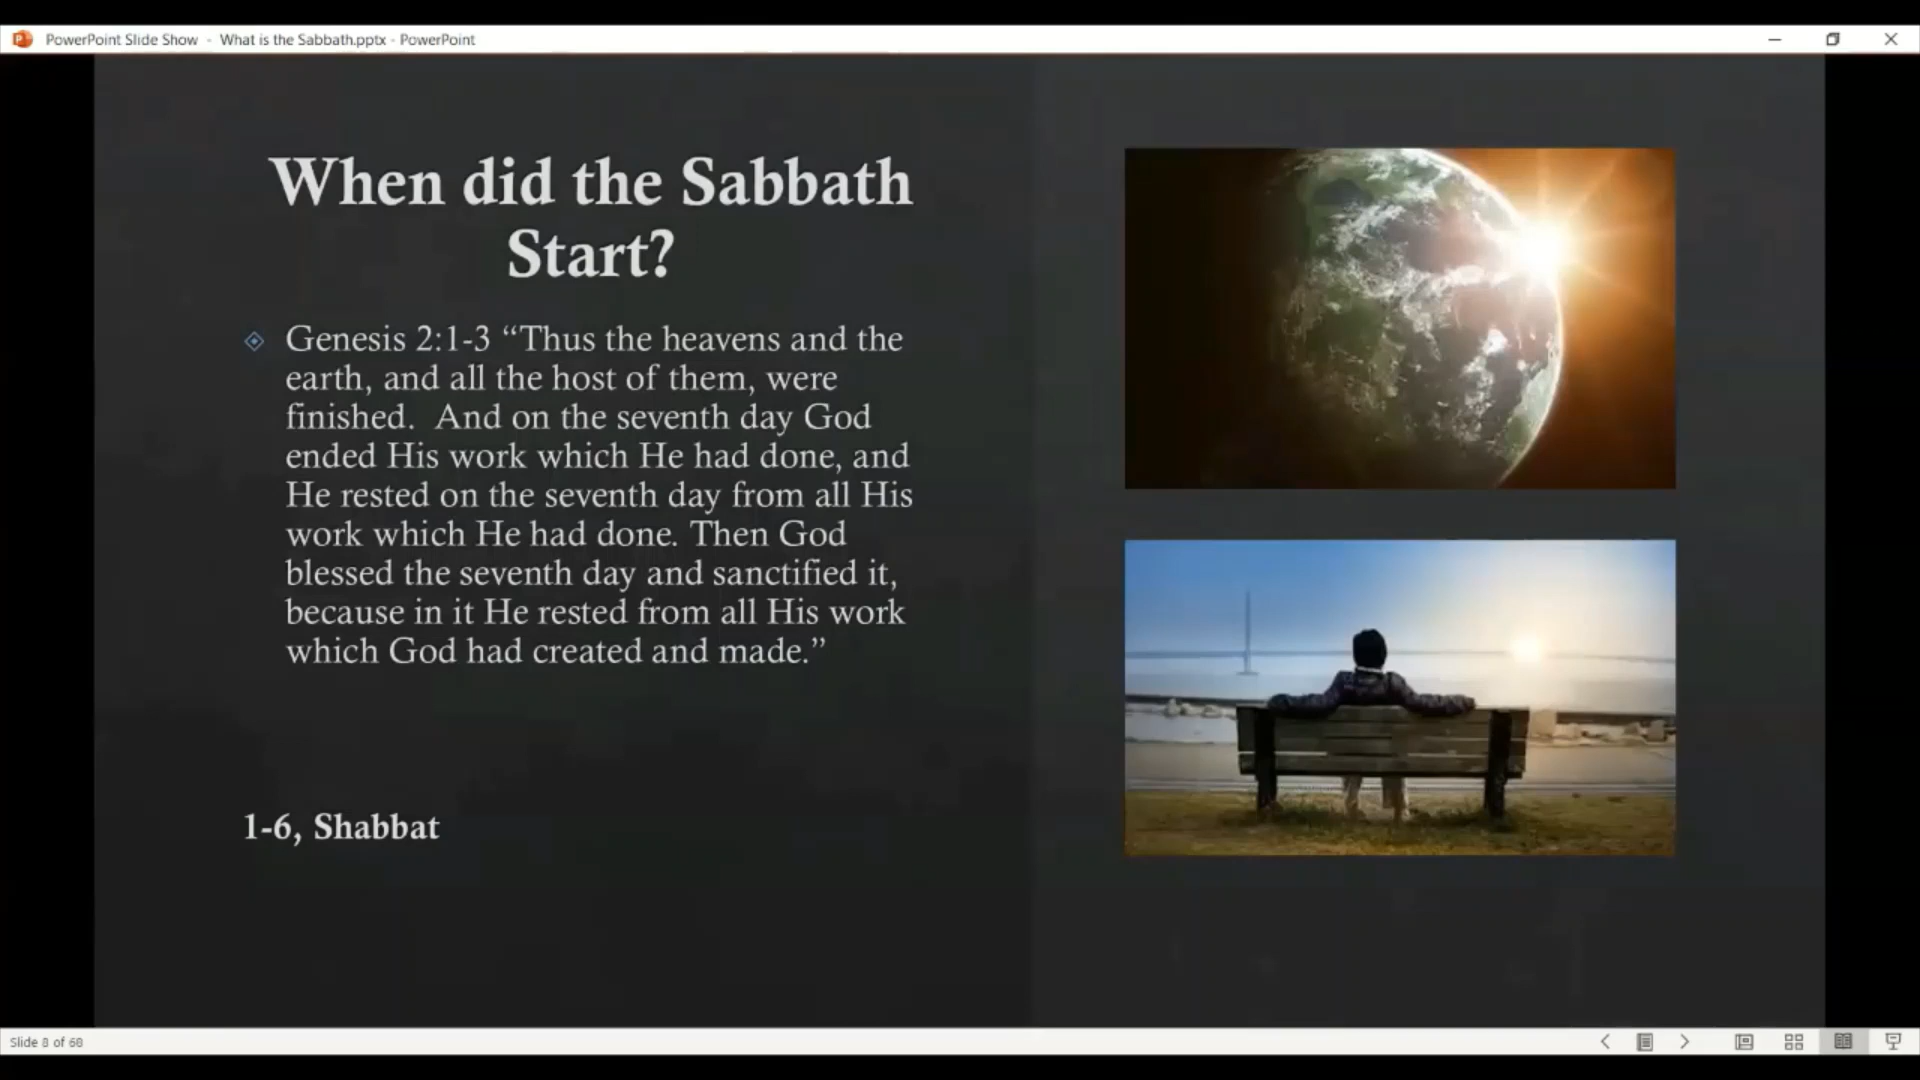 PowerPoint Slide Show - What is the Sabbath.pptx - PowerPoint
When did the Sabbath
Start?
Genesis 2:1-3 “Thus the heavens and the
earth, and all the host of them, were
finished.  And on the seventh day God
ended His work which He had done, and
He rested on the seventh day from all His
work which He had done. Then God
blessed the seventh day and sanctified it,
because in it He rested from all His work
which God had created and made.”
1-6, Shabbat
Slide 8 of 60